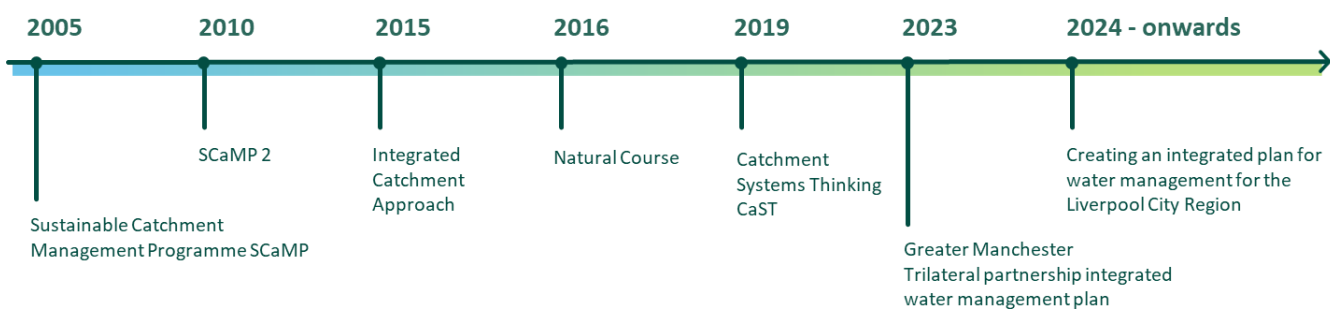 2005
2010
2015
2016
2019
2023
2024 - onwards
Sustainable Catchment
Management Programme SCaMP
SCaMP 2
Integrated
Catchment
Approach
Natural Course
Catchment
Systems Thinking
CaST
Greater Manchester
Trilateral partnership integrated
water management plan
Creating an integrated plan for
water management for the
Liverpool City Region